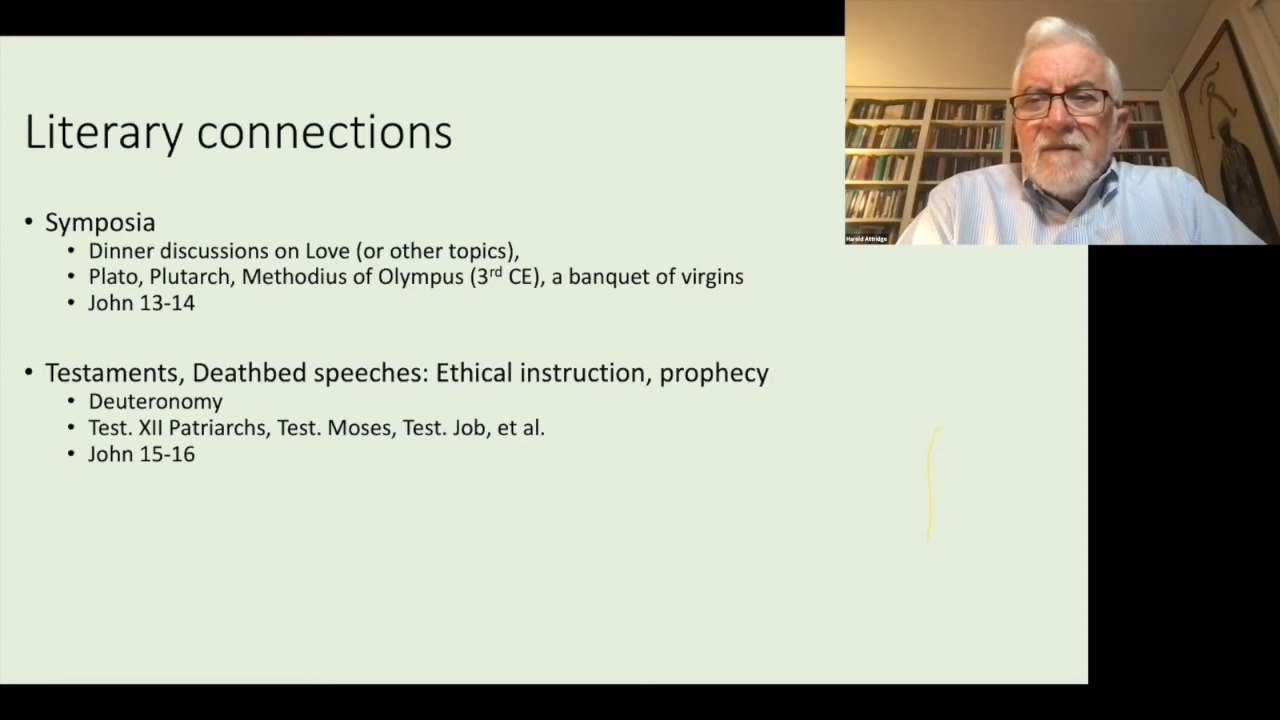 Literary connections
• Symposia
• Dinner discussions on Love (or other topics),
• Plato, Plutarch, Methodius of Olympus (3rd CE), a banquet of virgins
• John 13-14
• Testaments, Deathbed speeches: Ethical instruction, prophecy
• Deuteronomy
• Test. XII Patriarchs, Test. Moses, Test. Job, et al.
• John 15-16
Harold Attridge